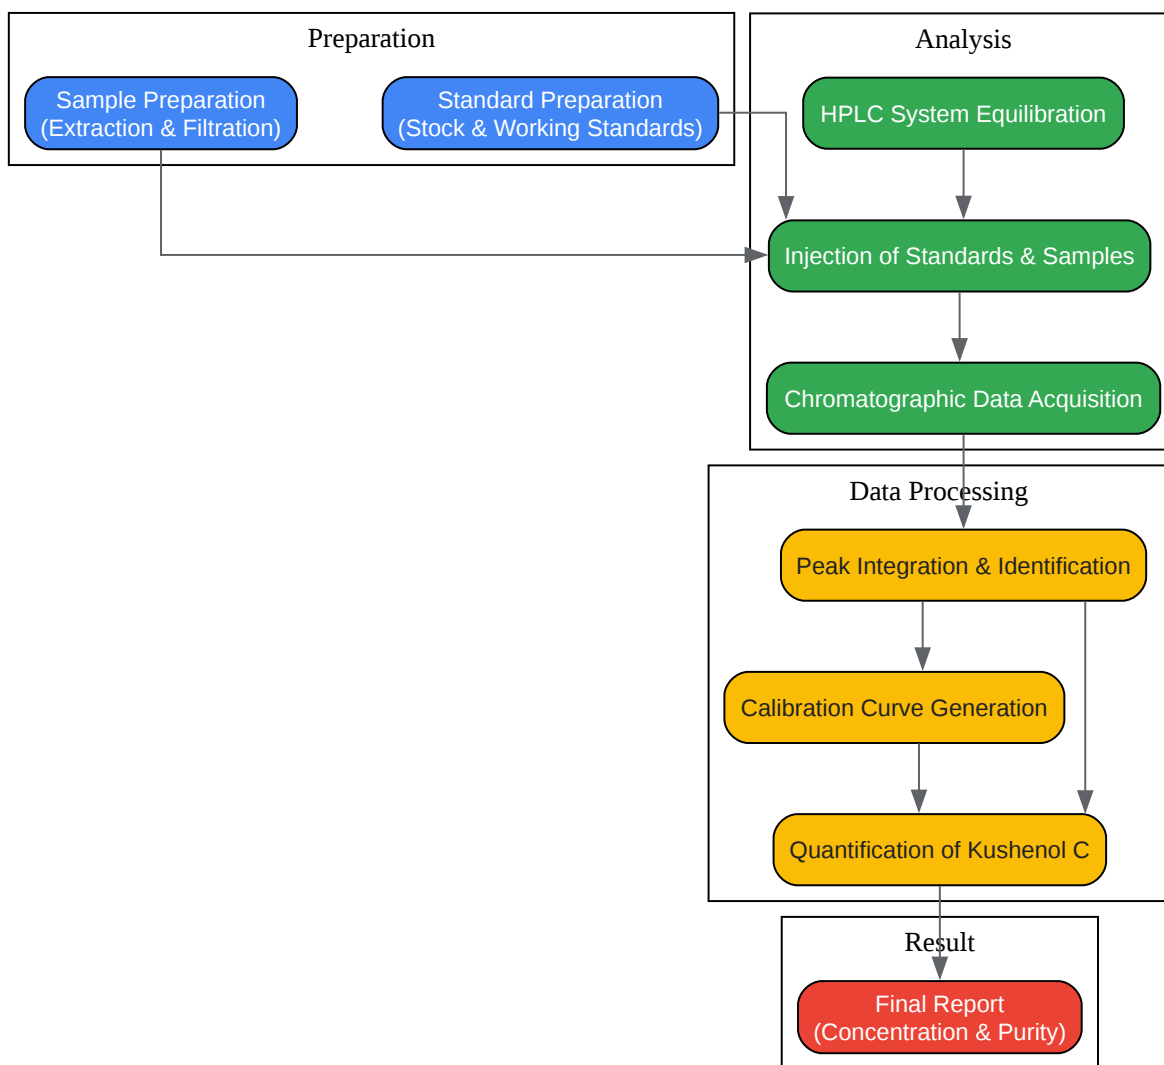 Preparation
Sample Preparation
(Extraction & Filtration)
Standard Preparation
(Stock & Working Standards)
Analysis
HPLC System Equilibration
Injection of Standards & Samples
Chromatographic Data Acquisition
Data Processing
Peak Integration & Identification
Calibration Curve Generation
Quantification of Kushenol C
Result
Final Report
(Concentration & Purity)